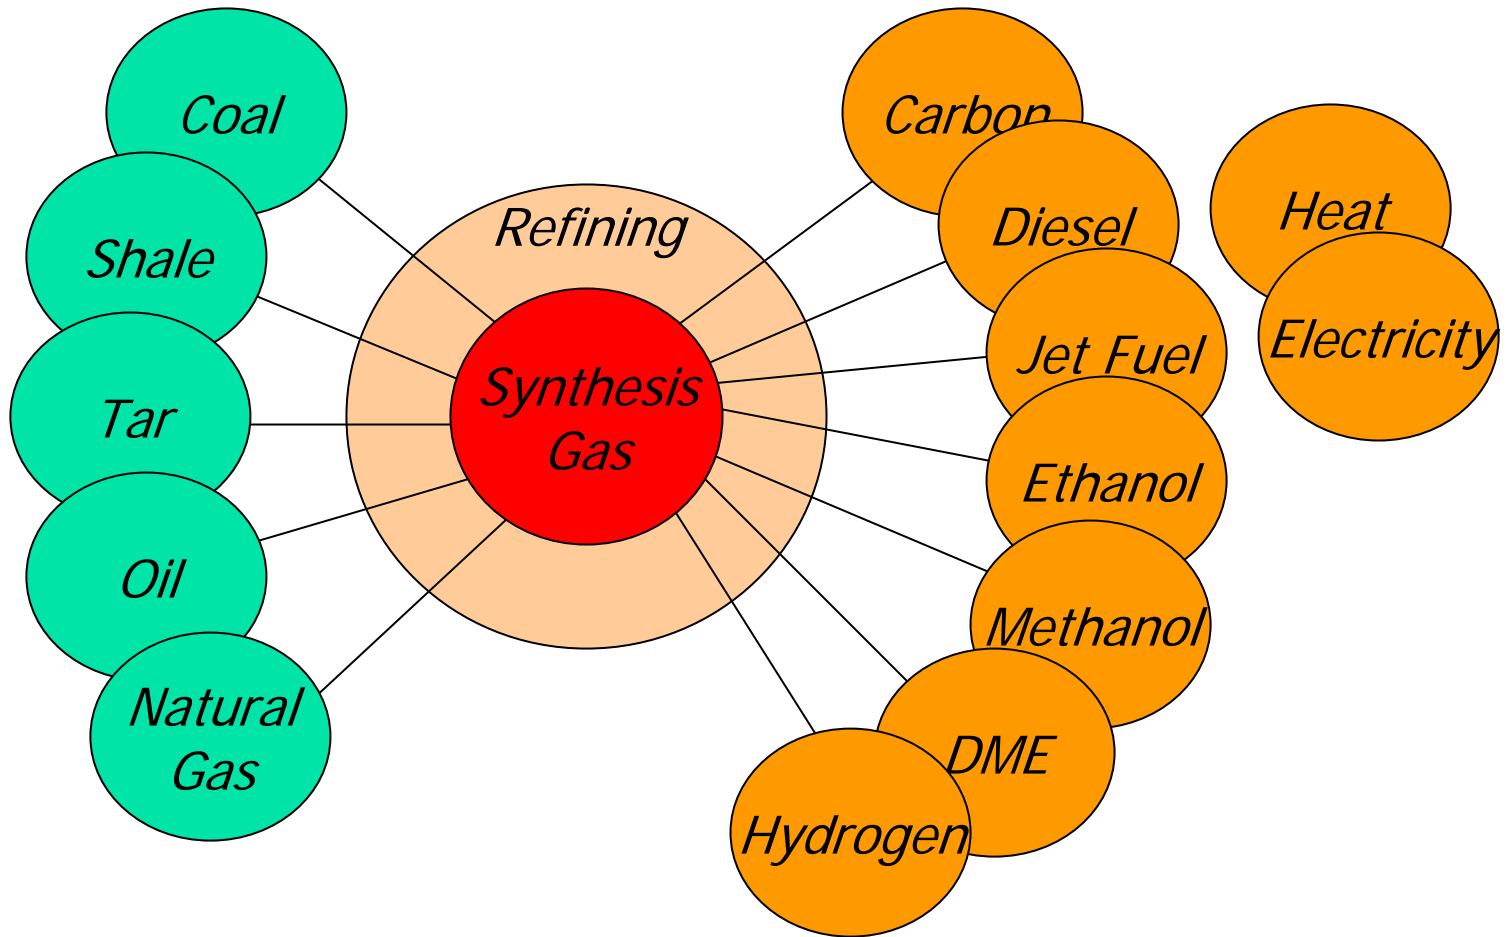 Coal
Shale
Tar
Oil
Natural
Gas
Refining
Synthesis
Gas
Carbon
Diesel
Jet Fuel
Ethanol
Methanol
DME
Hydrogen
Heat
Electricity